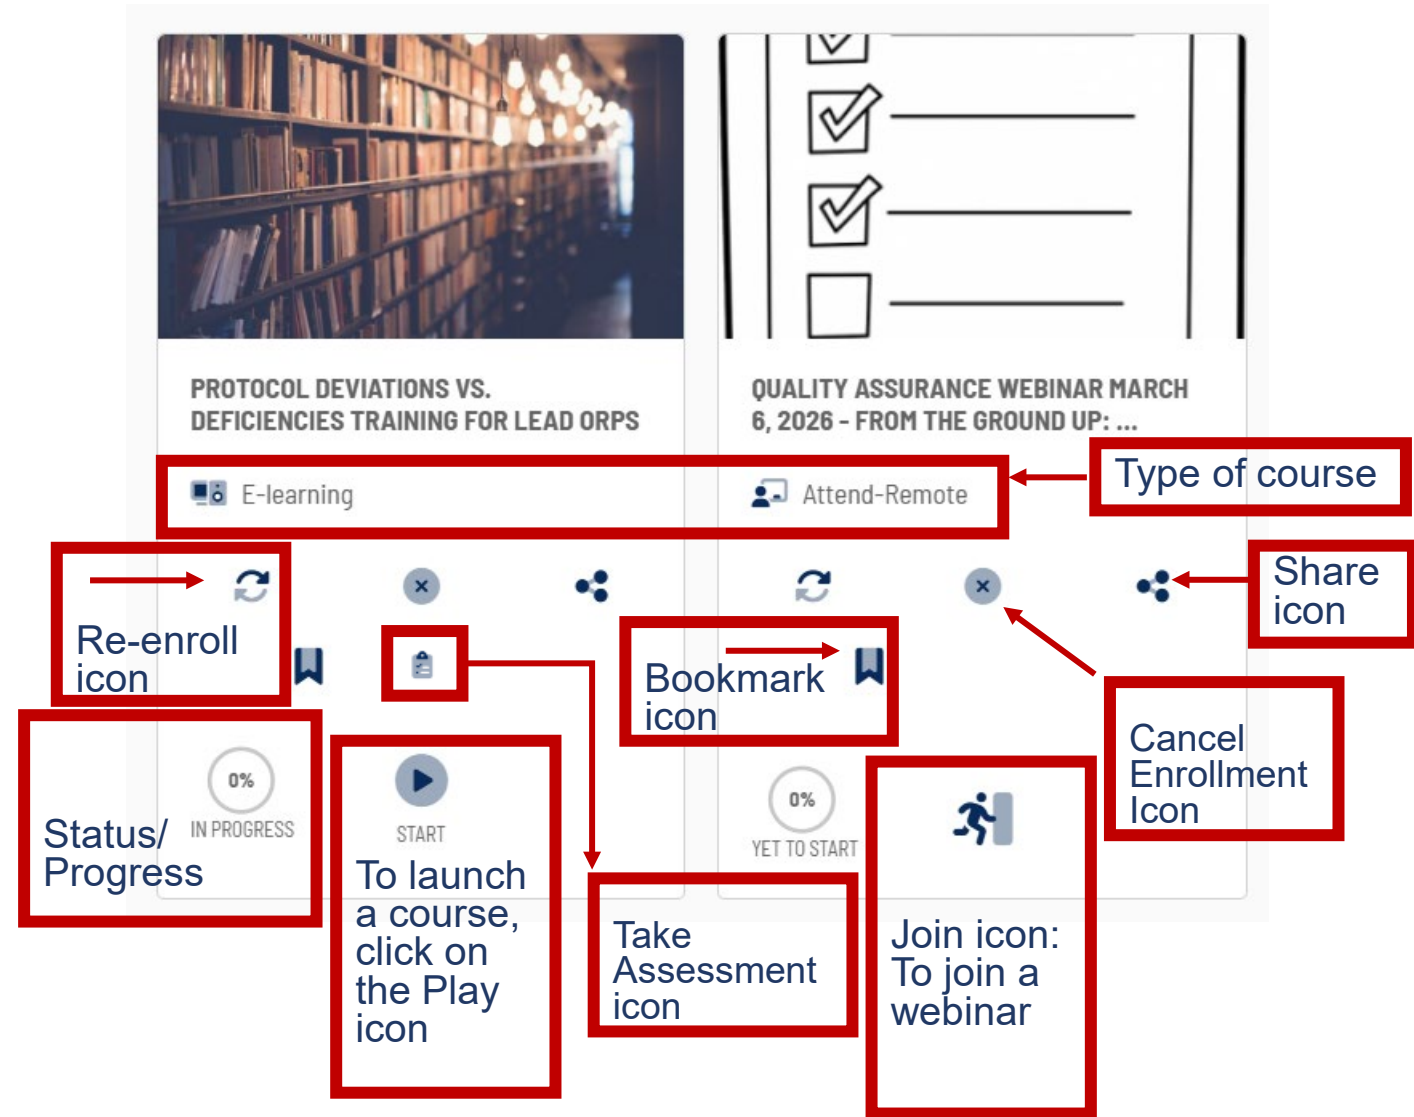 PROTOCOL DEVIATIONS VS.
DEFICIENCIES TRAINING FOR LEAD ORPS
QUALITY ASSURANCE WEBINAR MARCH
6, 2026 - FROM THE GROUND UP: ...
E-learning
Attend-Remote
Type of course
Re-enroll
icon
Share
icon
Bookmark
icon
Cancel
Enrollment
Icon
0%
IN PROGRESS
Status/
Progress
START
To launch
a course,
click on
the Play
icon
0%
YET TO START
Take
Assessment
icon
Join icon:
To join a
webinar